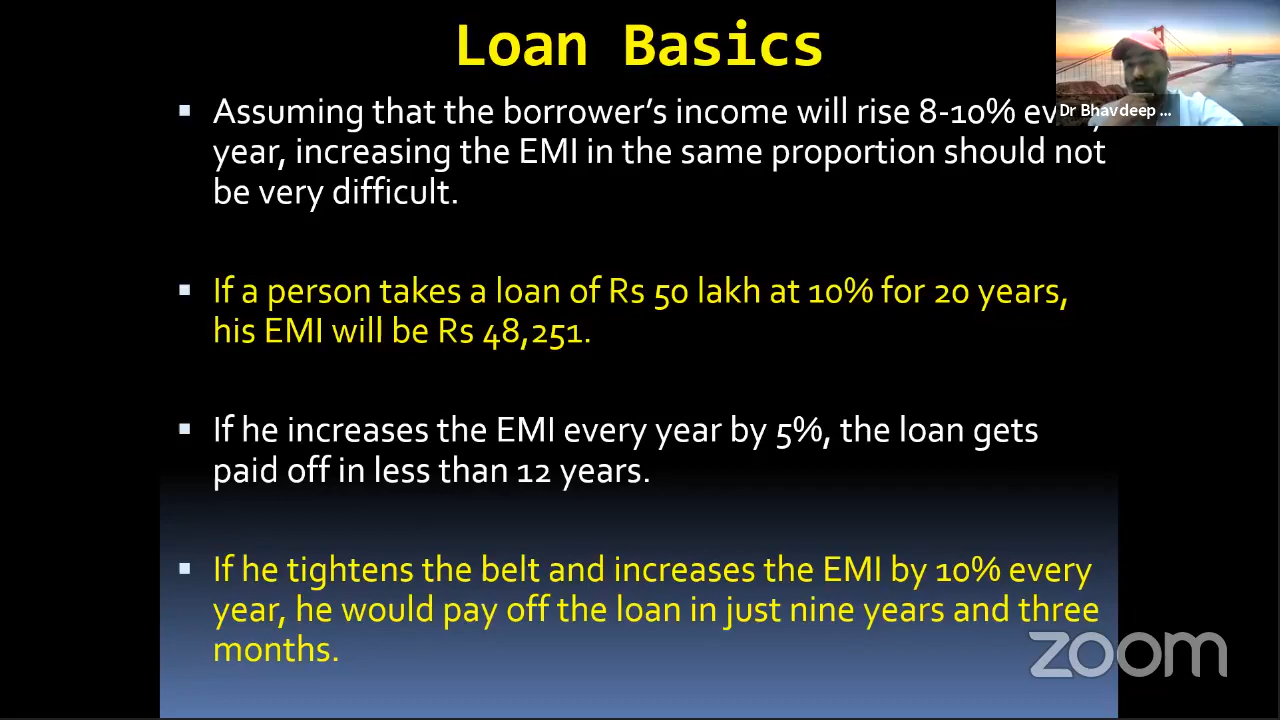 Loan Basics
Dr Bhavdeep ...
▪ Assuming that the borrower's income will rise 8-10%
year, increasing the EMI in the same proportion should not
be very difficult.
▪ If a person takes a loan of Rs 50 lakh at 10% for 20 years,
his EMI will be Rs 48,251.
▪ If he increases the EMI every year by 5%, the loan gets
paid off in less than 12 years.
▪ If he tightens the belt and increases the EMI by 10% every
year, he would pay off the loan in just nine years and three
months.
zoom